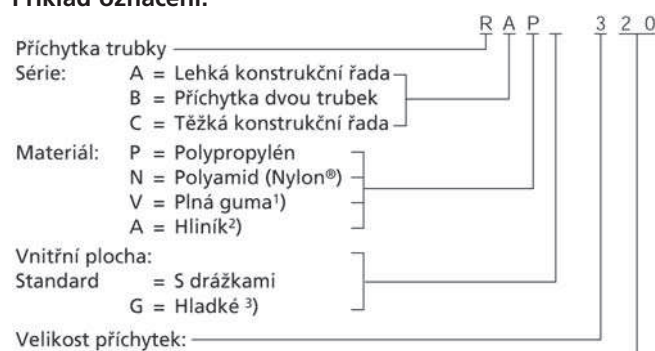 Příklad označení:
R A P _ 3 2 0
Příchytka trubky
Série: A = Lehká konstrukční řada
B = Příchytka dvou trubek
C = Těžká konstrukční řada
Materiál: P = Polypropylén
N = Polyamid (Nylon®)
V = Plná guma¹)
A = Hliník²)
Vnitřní plocha:
Standard = S drážkami
G = Hladké ³)
Velikost příchytek: